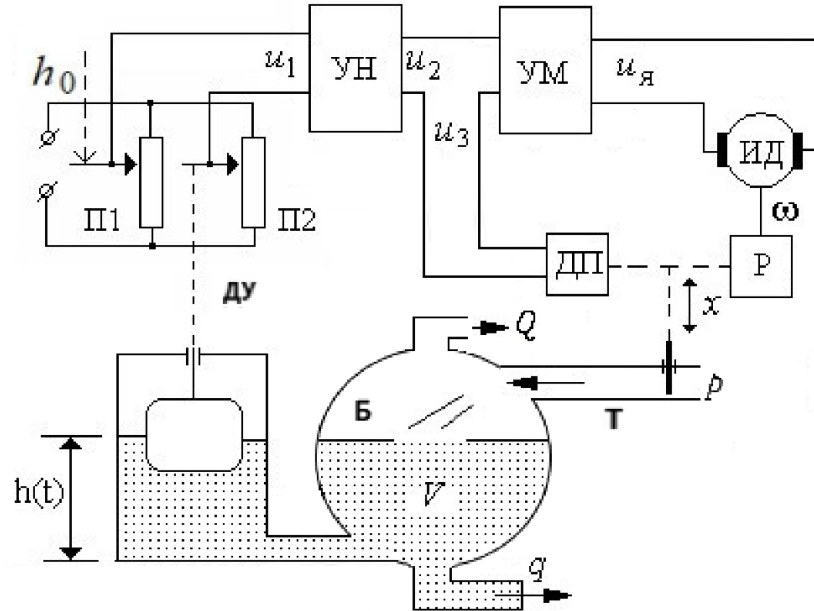 h₀
u₁
УН
u₂
u₃
УМ
uя
ИД
ω
П1
П2
ДУ
ДП
Р
x
Q
Б
Т
p
h(t)
V
q